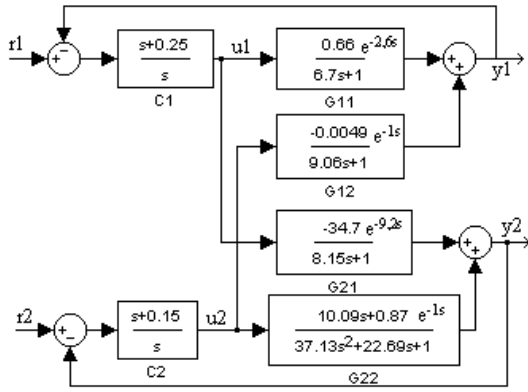 r1
s+0.25
s
C1
u1
0.66 e-2,6s
6.7s+1
G11
y1
-0.0049 e-1s
9.06s+1
G12
-34.7 e-9,2s
8.15s+1
G21
y2
r2
s+0.15
s
C2
u2
10.09s+0.87 e-1s
37.13s2+22.69s+1
G22